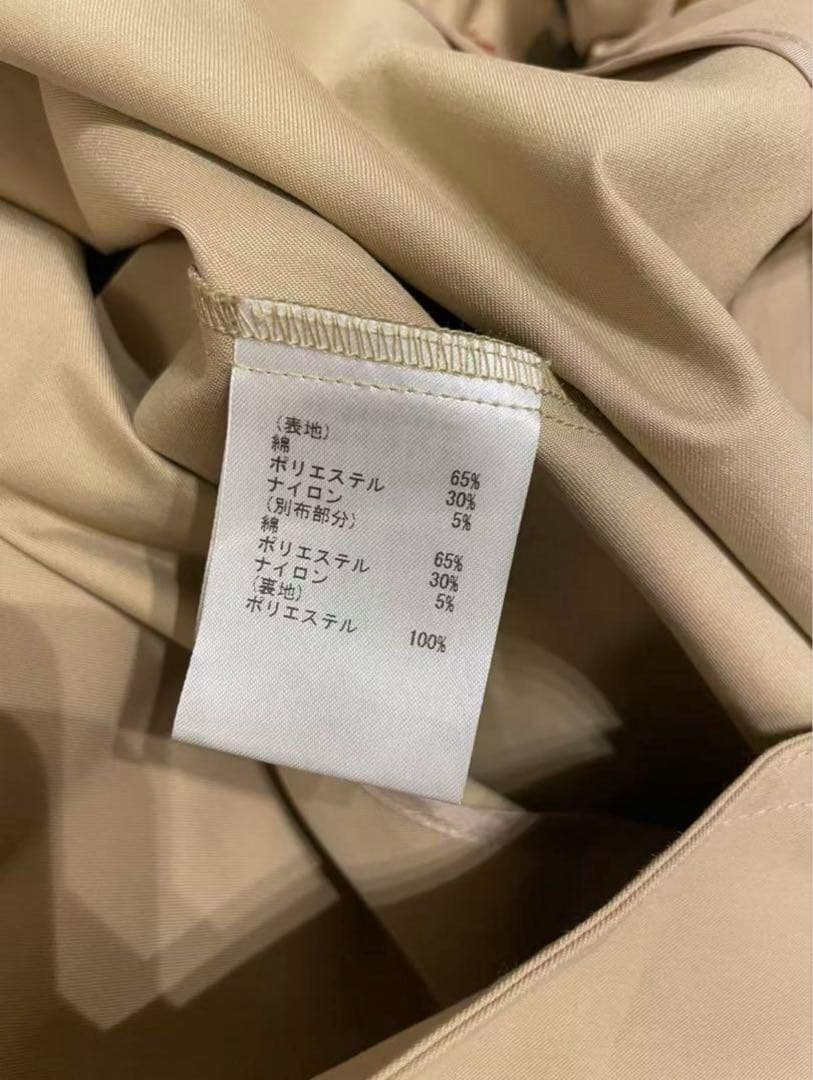 (表地)
綿 65%
ポリエステル 30%
ナイロン 5%
(別布部分)
綿 65%
ポリエステル 30%
ナイロン 5%
(裏地)
ポリエステル 100%